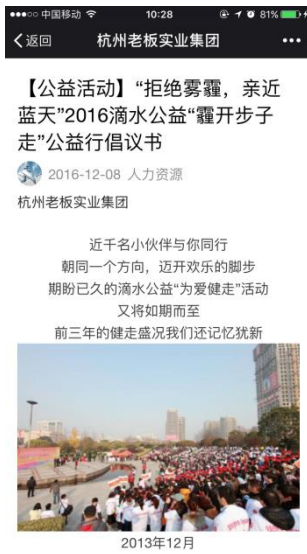 中国移动 10:28 81%
返回 杭州老板实业集团
【公益活动】“拒绝雾霾，亲近
蓝天”2016滴水公益“霾开步子
走”公益行倡议书
2016-12-08 人力资源
杭州老板实业集团
近千名小伙伴与你同行
朝同一个方向，迈开欢乐的脚步
期盼已久的滴水公益“为爱健走”活动
又将如期而至
前三年的健走盛况我们还记忆犹新
2013年12月